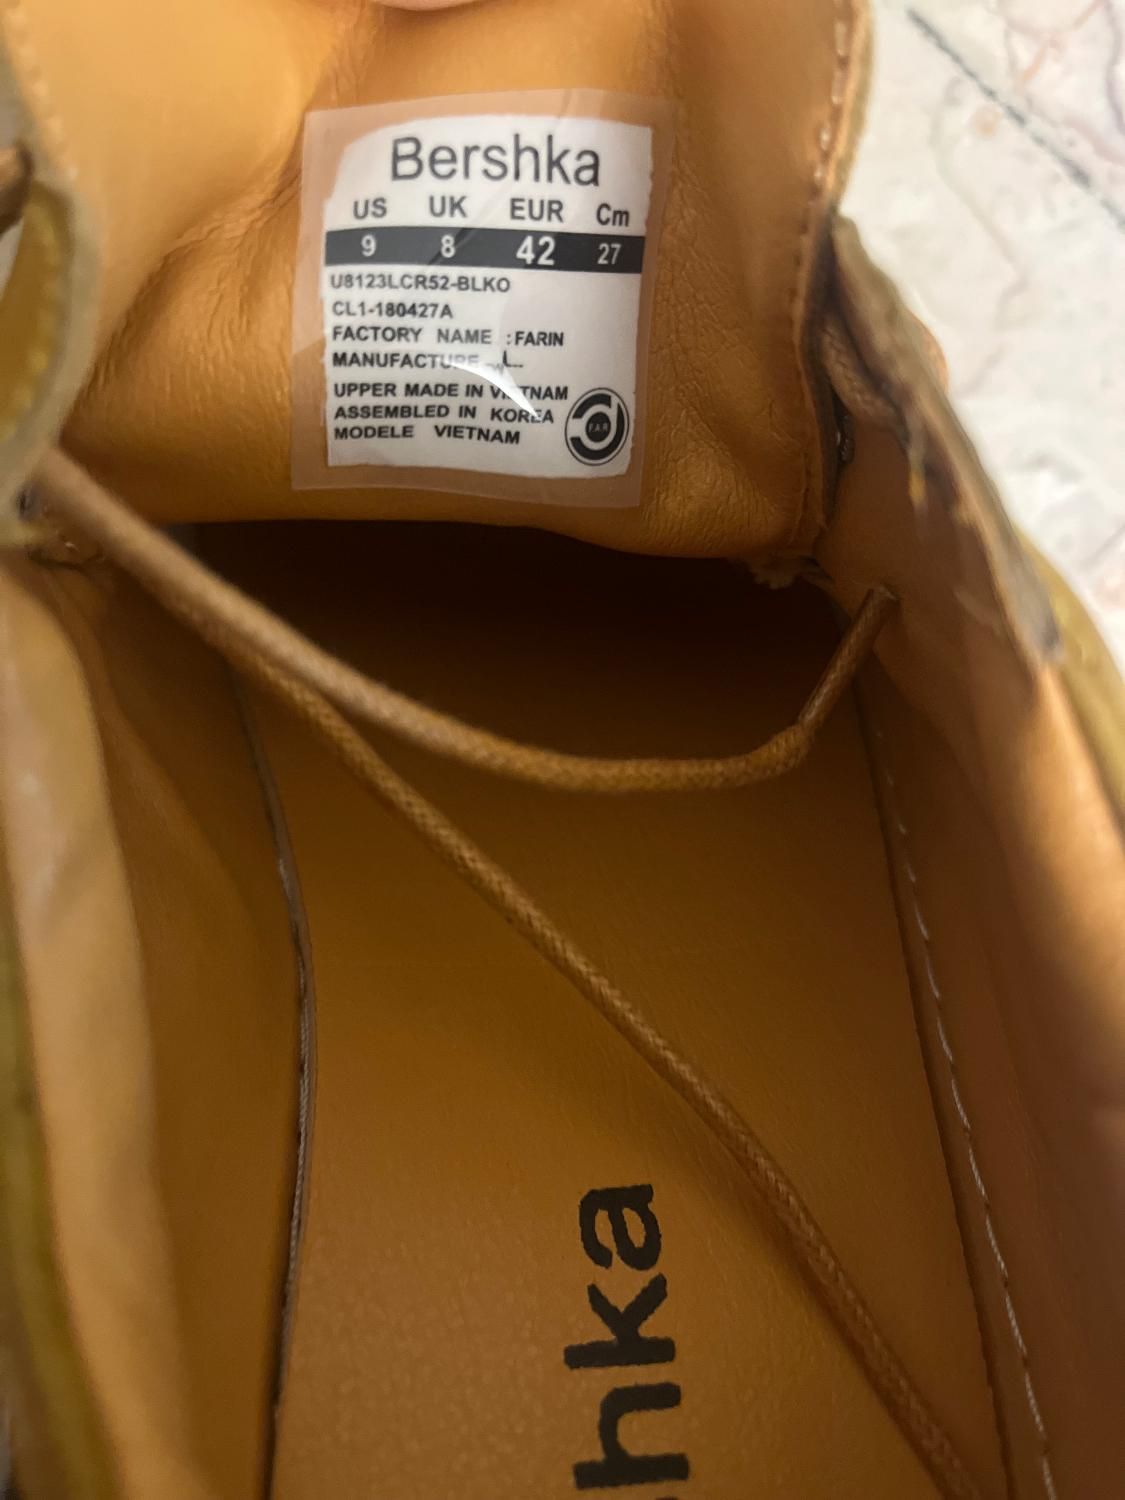 Bershka
US UK EUR Cm
9 8 42 27
U8123LCR52-BLKO
CL1-180427A
FACTORY NAME : FARIN
MANUFACTURE
UPPER MADE IN VIETNAM
ASSEMBLED IN KOREA
MODELE VIETNAM
F.A.R
hka